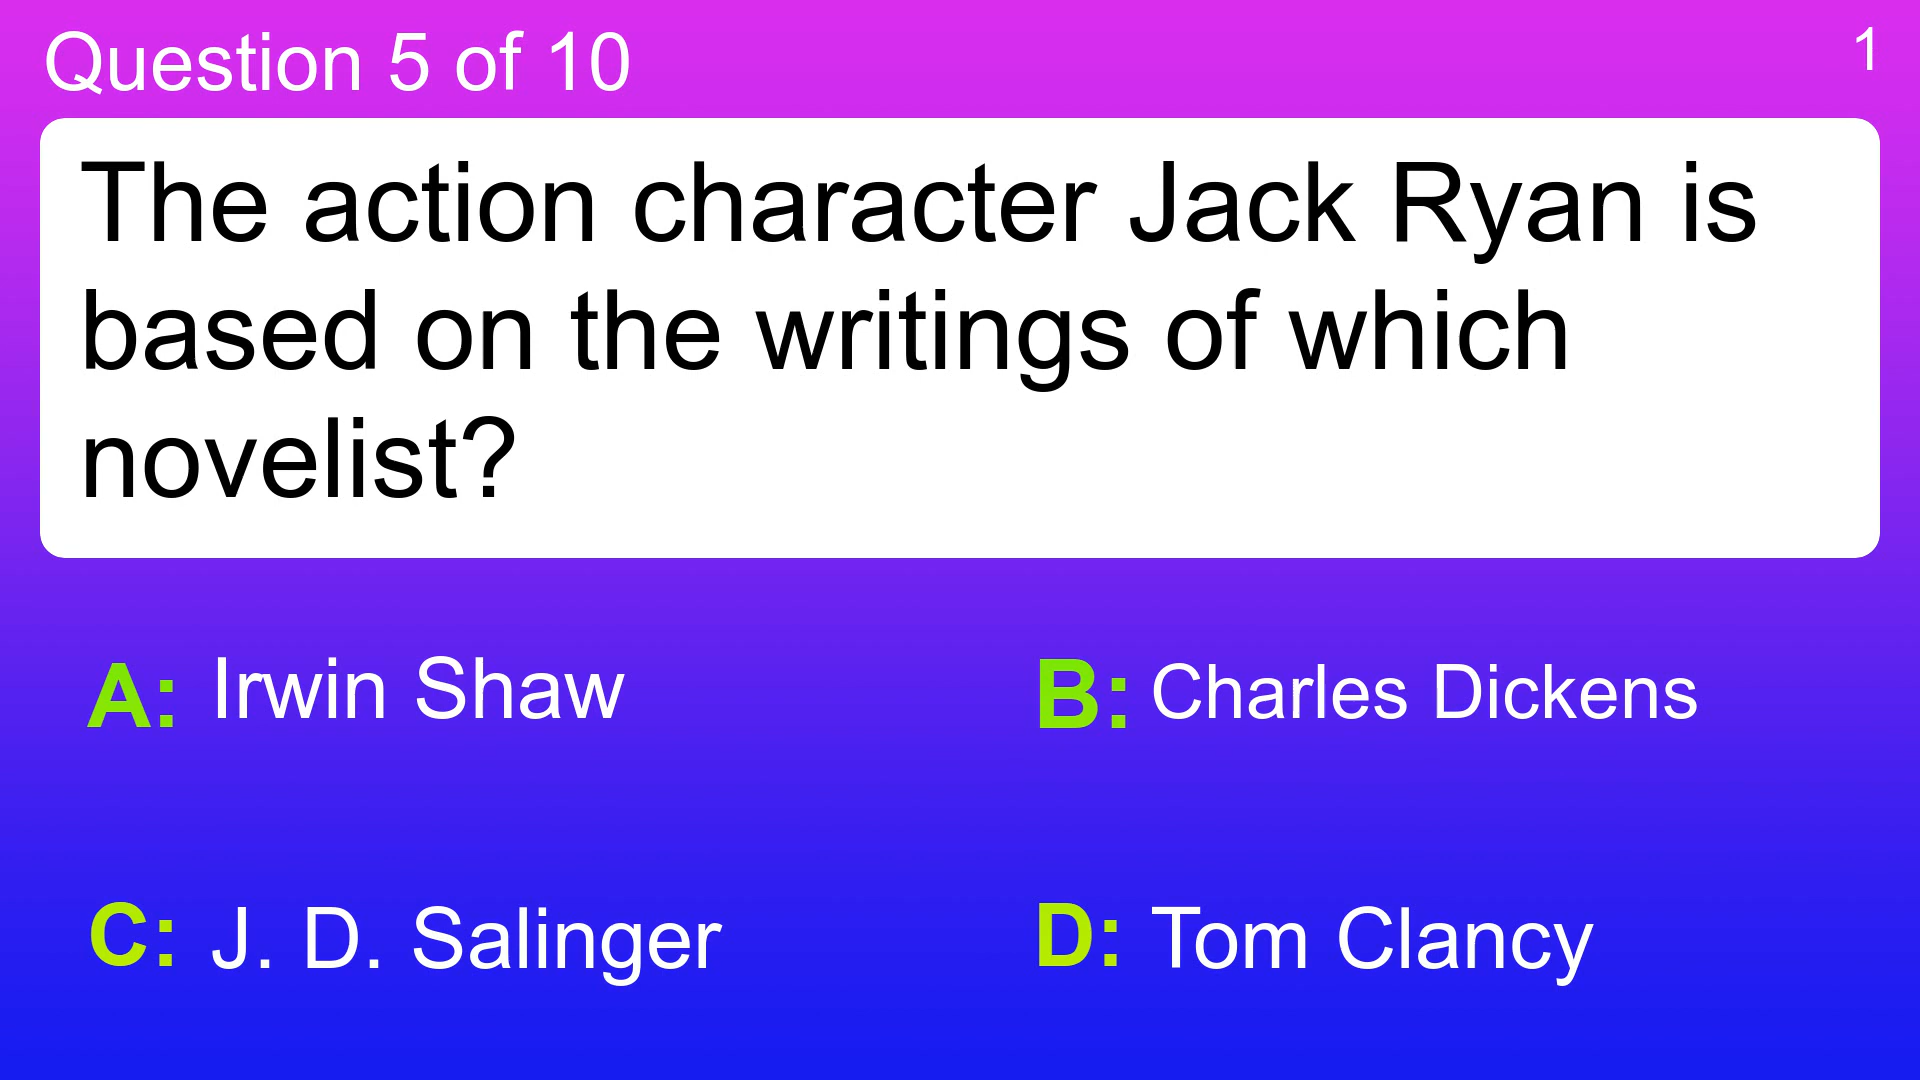 Question 5 of 10
1
The action character Jack Ryan is
based on the writings of which
novelist?
A: Irwin Shaw
B: Charles Dickens
C: J. D. Salinger
D: Tom Clancy